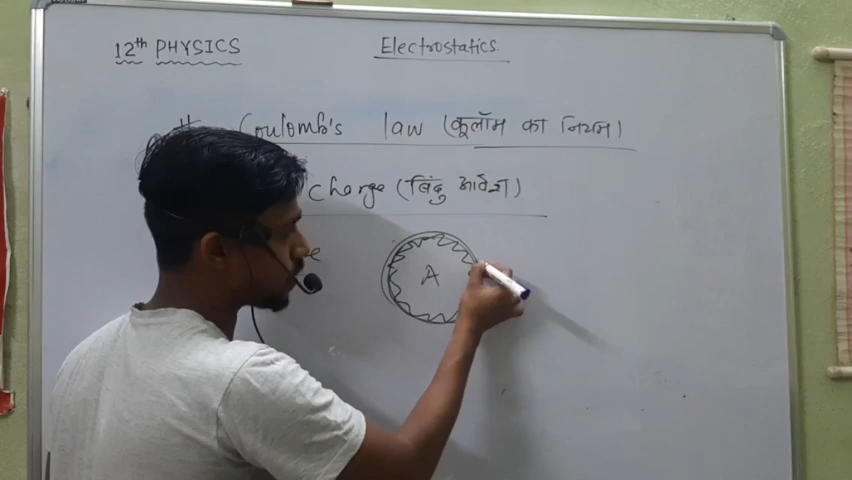 12th PHYSICS Electrostatics
# Coulomb's law (कूलॉम का नियम)
charge (बिंदु आवेश)
A